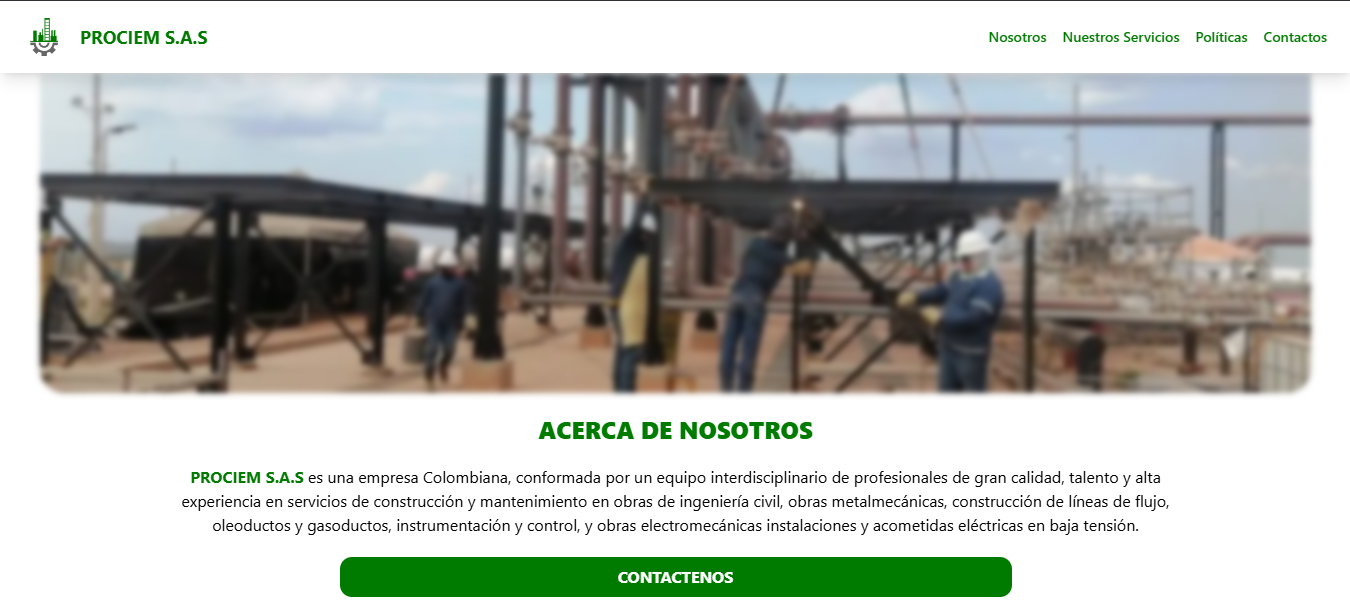 PROCIEM S.A.S
Nosotros Nuestros Servicios Políticas Contactos
ACERCA DE NOSOTROS
PROCIEM S.A.S es una empresa Colombiana, conformada por un equipo interdisciplinario de profesionales de gran calidad, talento y alta
experiencia en servicios de construcción y mantenimiento en obras de ingeniería civil, obras metalmecánicas, construcción de líneas de flujo,
oleoductos y gasoductos, instrumentación y control, y obras electromecánicas instalaciones y acometidas eléctricas en baja tensión.
CONTACTENOS